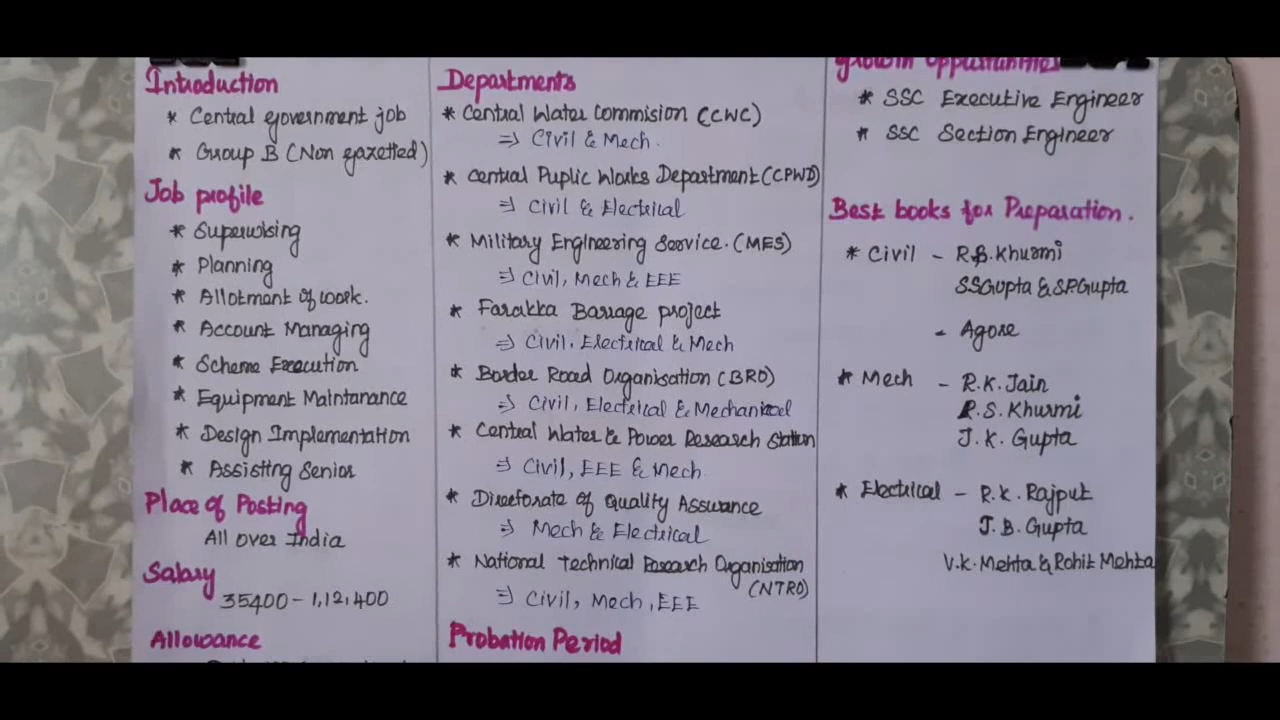 Introduction
* Central government job
* Group B (Non gazetted)
Job profile
* Supervising
* Planning
* Allotment of work.
* Account Managing
* Scheme Execution
* Equipment Maintanance
* Design Implementation
* Assisting Senior
Place of Posting
All over India
Salary
35400 - 1,12,400
Allowance
Departments
* Central Water Commision (CWC)
⇒ Civil & Mech.
* Central Puplic Works Department (CPWD)
⇒ Civil & Electrical
* Military Engineering Service. (MES)
⇒ Civil, Mech & EEE
* Farakka Barrage project
⇒ Civil, Electrical & Mech
* Border Road Organisation (BRO)
⇒ Civil, Electrical & Mechanical
* Central Water & Power Research Station
⇒ Civil, EEE & Mech
* Directorate of Quality Assurance
⇒ Mech & Electrical
* National Technical Research Organisation
(NTRO)
⇒ Civil, Mech, EEE
Probation Period
Growth Oppurtunities
* SSC Executive Engineer
* SSC Section Engineer
Best books for Preparation.
* Civil - R.S. Khurmi
SSGupta & SPGupta
- Agore
* Mech - R.K. Jain
R.S. Khurmi
J.K. Gupta
* Electrical - R.K. Rajput
J.B. Gupta
V.K. Mehta & Rohit Mehta